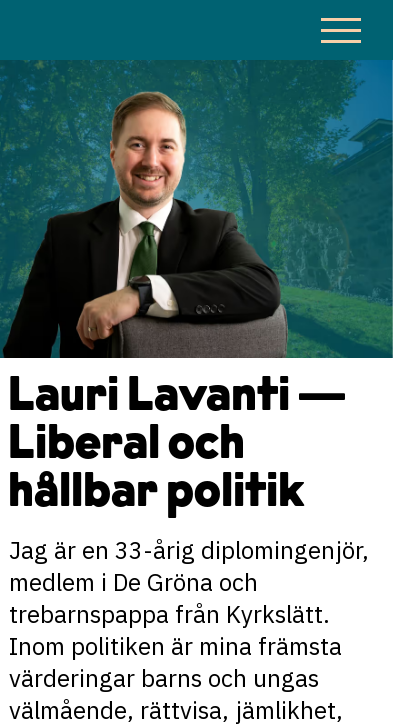 Lauri Lavanti —
Liberal och
hållbar politik
Jag är en 33-årig diplomingenjör,
medlem i De Gröna och
trebarnspappa från Kyrkslätt.
Inom politiken är mina främsta
värderingar barns och ungas
välmående, rättvisa, jämlikhet,